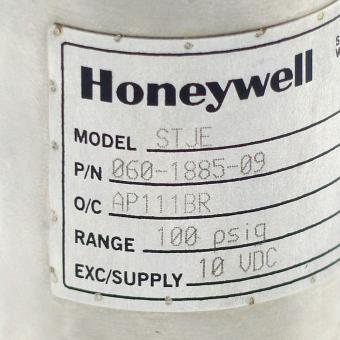 Honeywell
MODEL STJE
P/N 060-1885-09
O/C AP111BR
RANGE 100 psig
EXC/SUPPLY 10 VDC